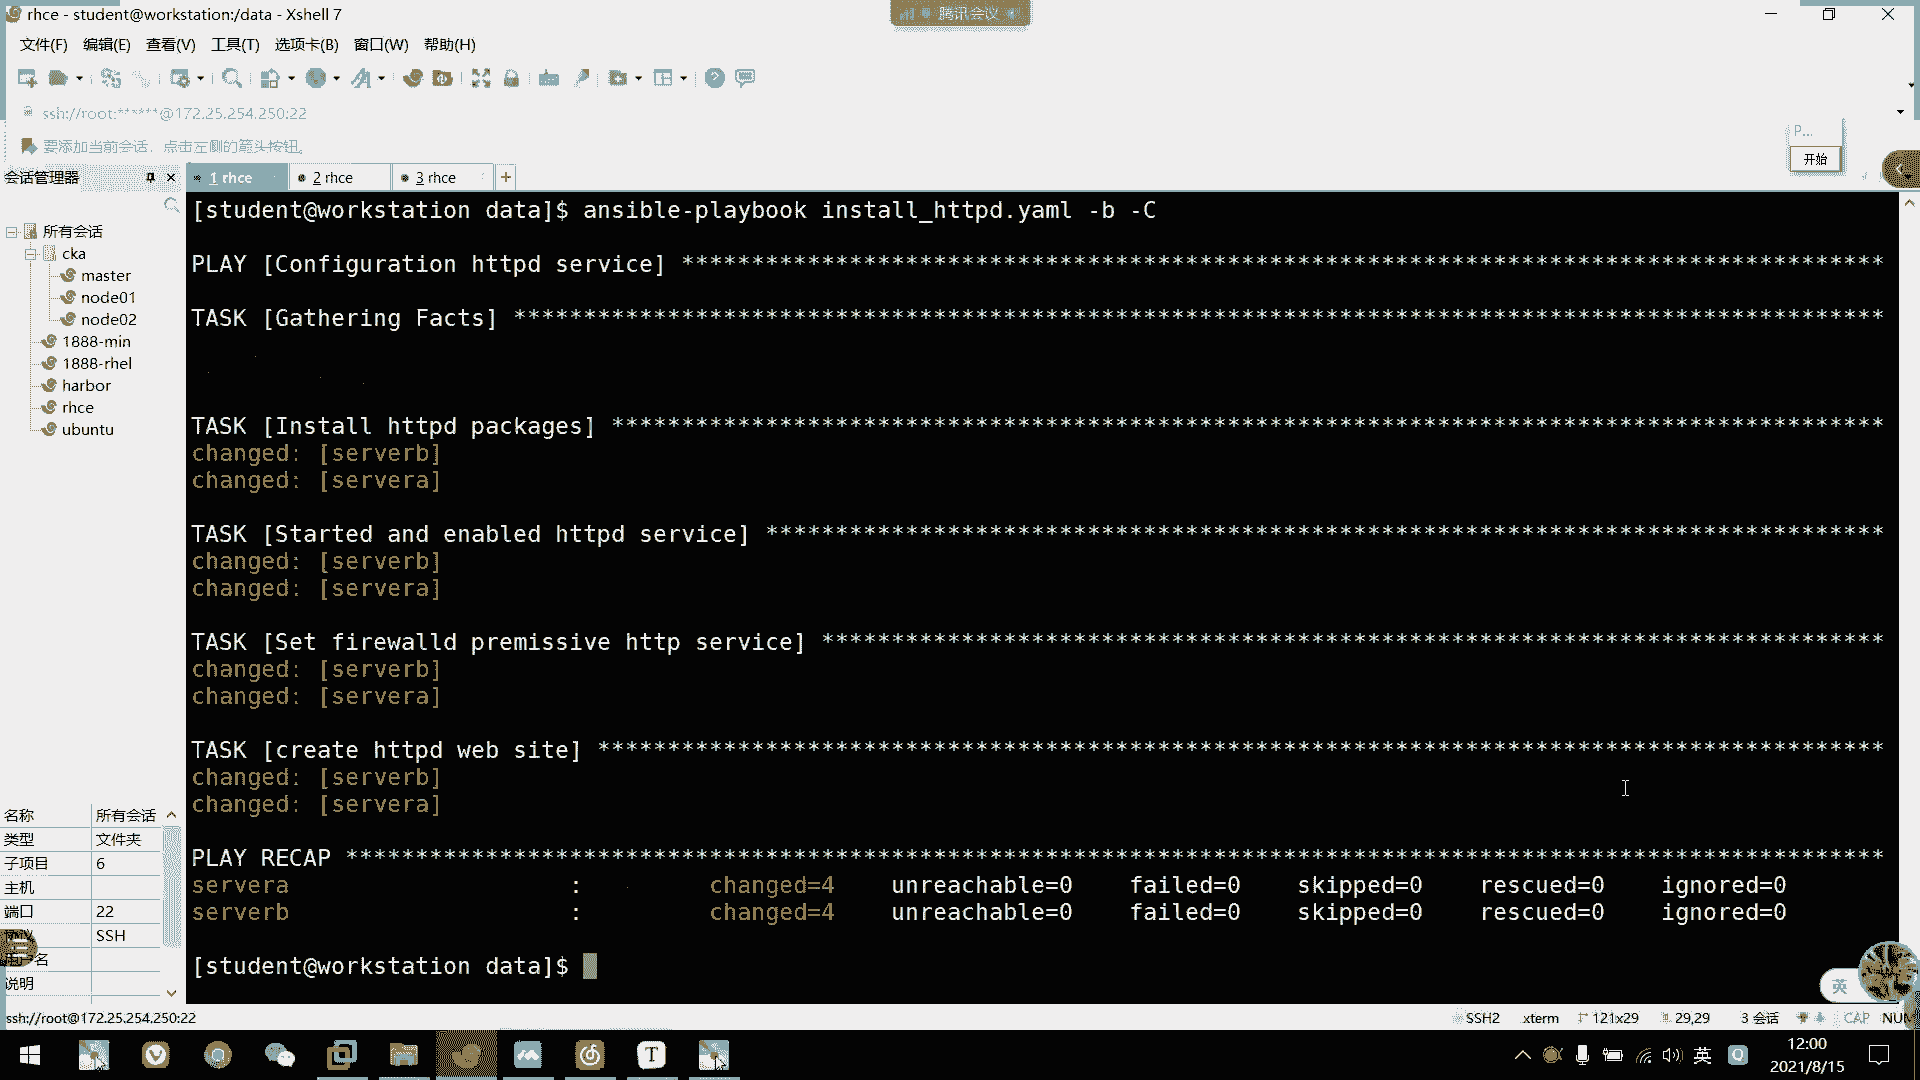 rhce - student@workstation:/data - Xshell 7
腾讯会议
文件(F) 编辑(E) 查看(V) 工具(T) 选项卡(B) 窗口(W) 帮助(H)
ssh://root:******@172.25.254.250:22
要添加当前会话，点击左侧的箭头按钮。
P...
开始
会话管理器
1 rhce
2 rhce
3 rhce
+
所有会话
cka
master
node01
node02
1888-min
1888-rhel
harbor
rhce
ubuntu
[student@workstation data]$ ansible-playbook install_httpd.yaml -b -C
PLAY [Configuration httpd service] *************************************************************************************
TASK [Gathering Facts] *************************************************************************************************
TASK [Install httpd packages] ******************************************************************************************
changed: [serverb]
changed: [servera]
TASK [Started and enabled httpd service] *******************************************************************************
changed: [serverb]
changed: [servera]
TASK [Set firewalld premissive http service] ***************************************************************************
changed: [serverb]
changed: [servera]
TASK [create httpd web site] *******************************************************************************************
changed: [serverb]
changed: [servera]
PLAY RECAP *************************************************************************************************************
servera : changed=4 unreachable=0 failed=0 skipped=0 rescued=0 ignored=0
serverb : changed=4 unreachable=0 failed=0 skipped=0 rescued=0 ignored=0
[student@workstation data]$
名称 所有会话
类型 文件夹
子项目 6
主机
端口 22
SSH
户名
说明
英
ssh://root@172.25.254.250:22
SSH2 xterm 121x29 29,29 3 会话 CAP NUM
英
12:00
2021/8/15